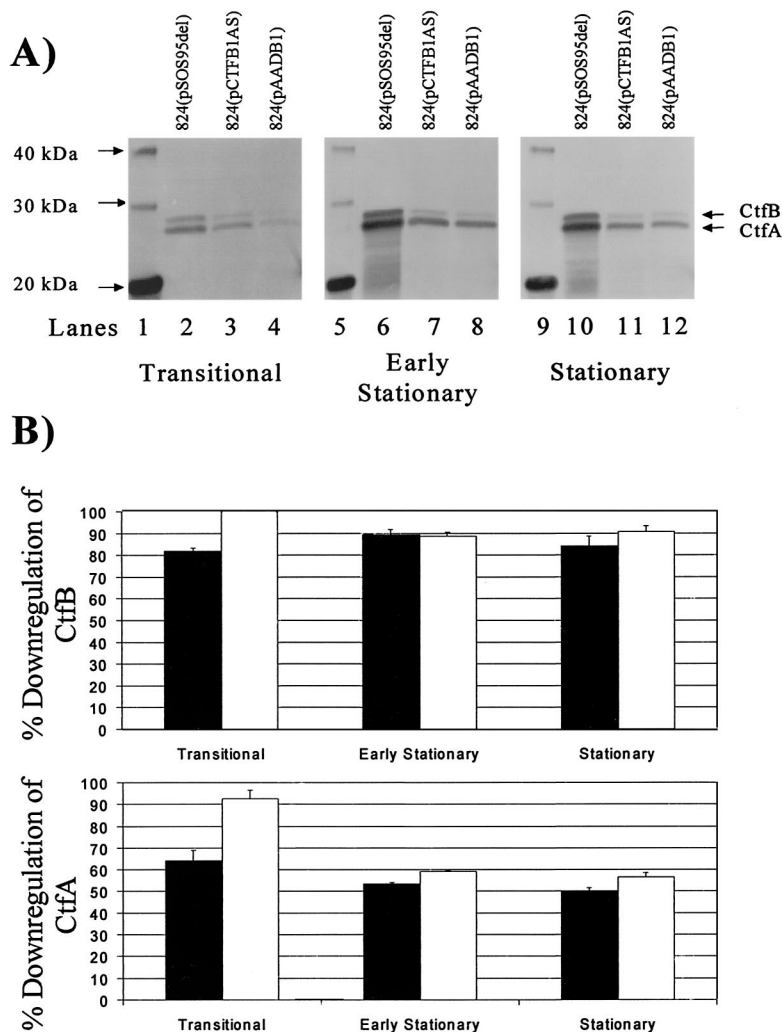 A)
824(pSOS95del)
824(pCTFB1AS)
824(pAADB1)
824(pSOS95del)
824(pCTFB1AS)
824(pAADB1)
824(pSOS95del)
824(pCTFB1AS)
824(pAADB1)
40 kDa
30 kDa
20 kDa
CtfB
CtfA
Lanes 1 2 3 4 5 6 7 8 9 10 11 12
Transitional
Early
Stationary
Stationary
B)
% Downregulation of
CtfB
100
90
80
70
60
50
40
30
20
10
0
Transitional Early Stationary Stationary
% Downregulation of
CtfA
100
90
80
70
60
50
40
30
20
10
0
Transitional Early Stationary Stationary